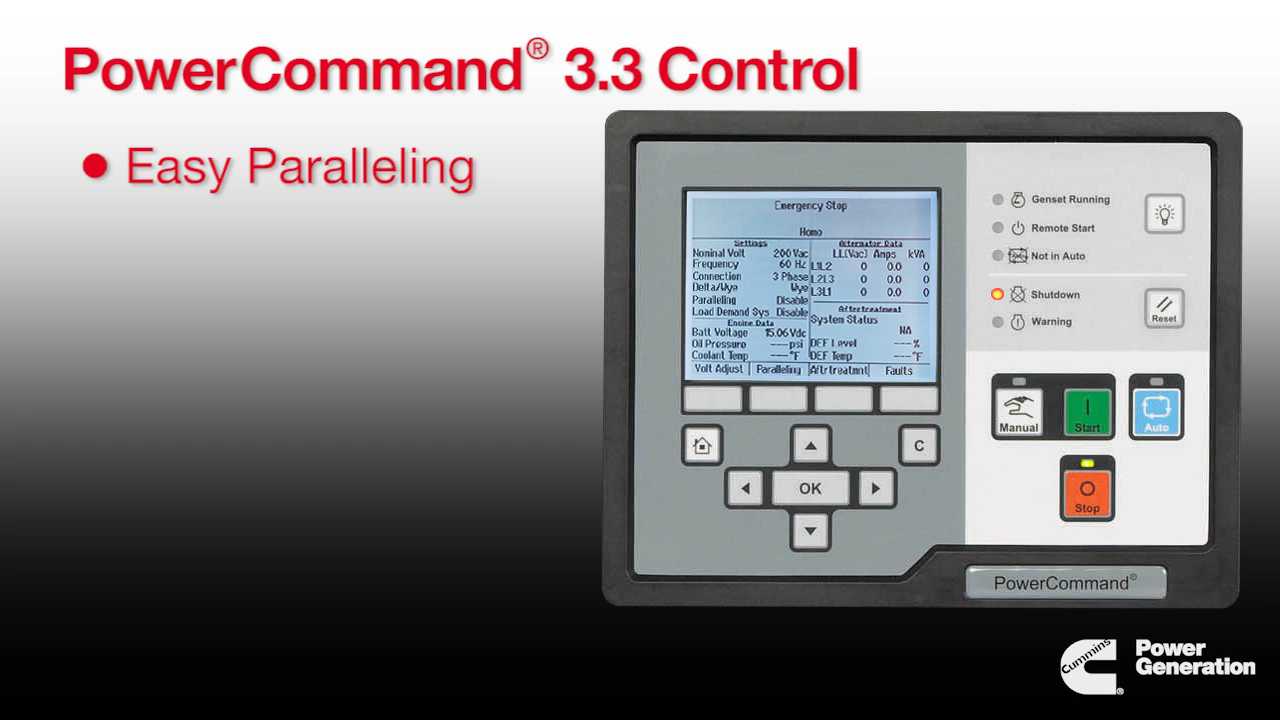 PowerCommand® 3.3 Control
• Easy Paralleling
Emergency Stop
Home
Settings
Nominal Volt 200 Vac
Frequency 60 Hz
Connection 3 Phase
Delta/Wye Wye
Paralleling Disable
Load Demand Sys Disable
Engine Data
Batt Voltage 15.06 Vdc
Oil Pressure ---psi
Coolant Temp ---°F
Alternator Data
LL(Vac) Amps kVA
L1L2 0 0.0 0
L2L3 0 0.0 0
L3L1 0 0.0 0
Aftertreatment
System Status
NA
DEF Level ---%
DEF Temp ---°F
Volt Adjust Paralleling Aftrtreatmnt Faults
C
OK
Genset Running
Remote Start
Not in Auto
Shutdown
Warning
Reset
Manual
Start
Auto
Stop
PowerCommand®
Cummins®
Power
Generation